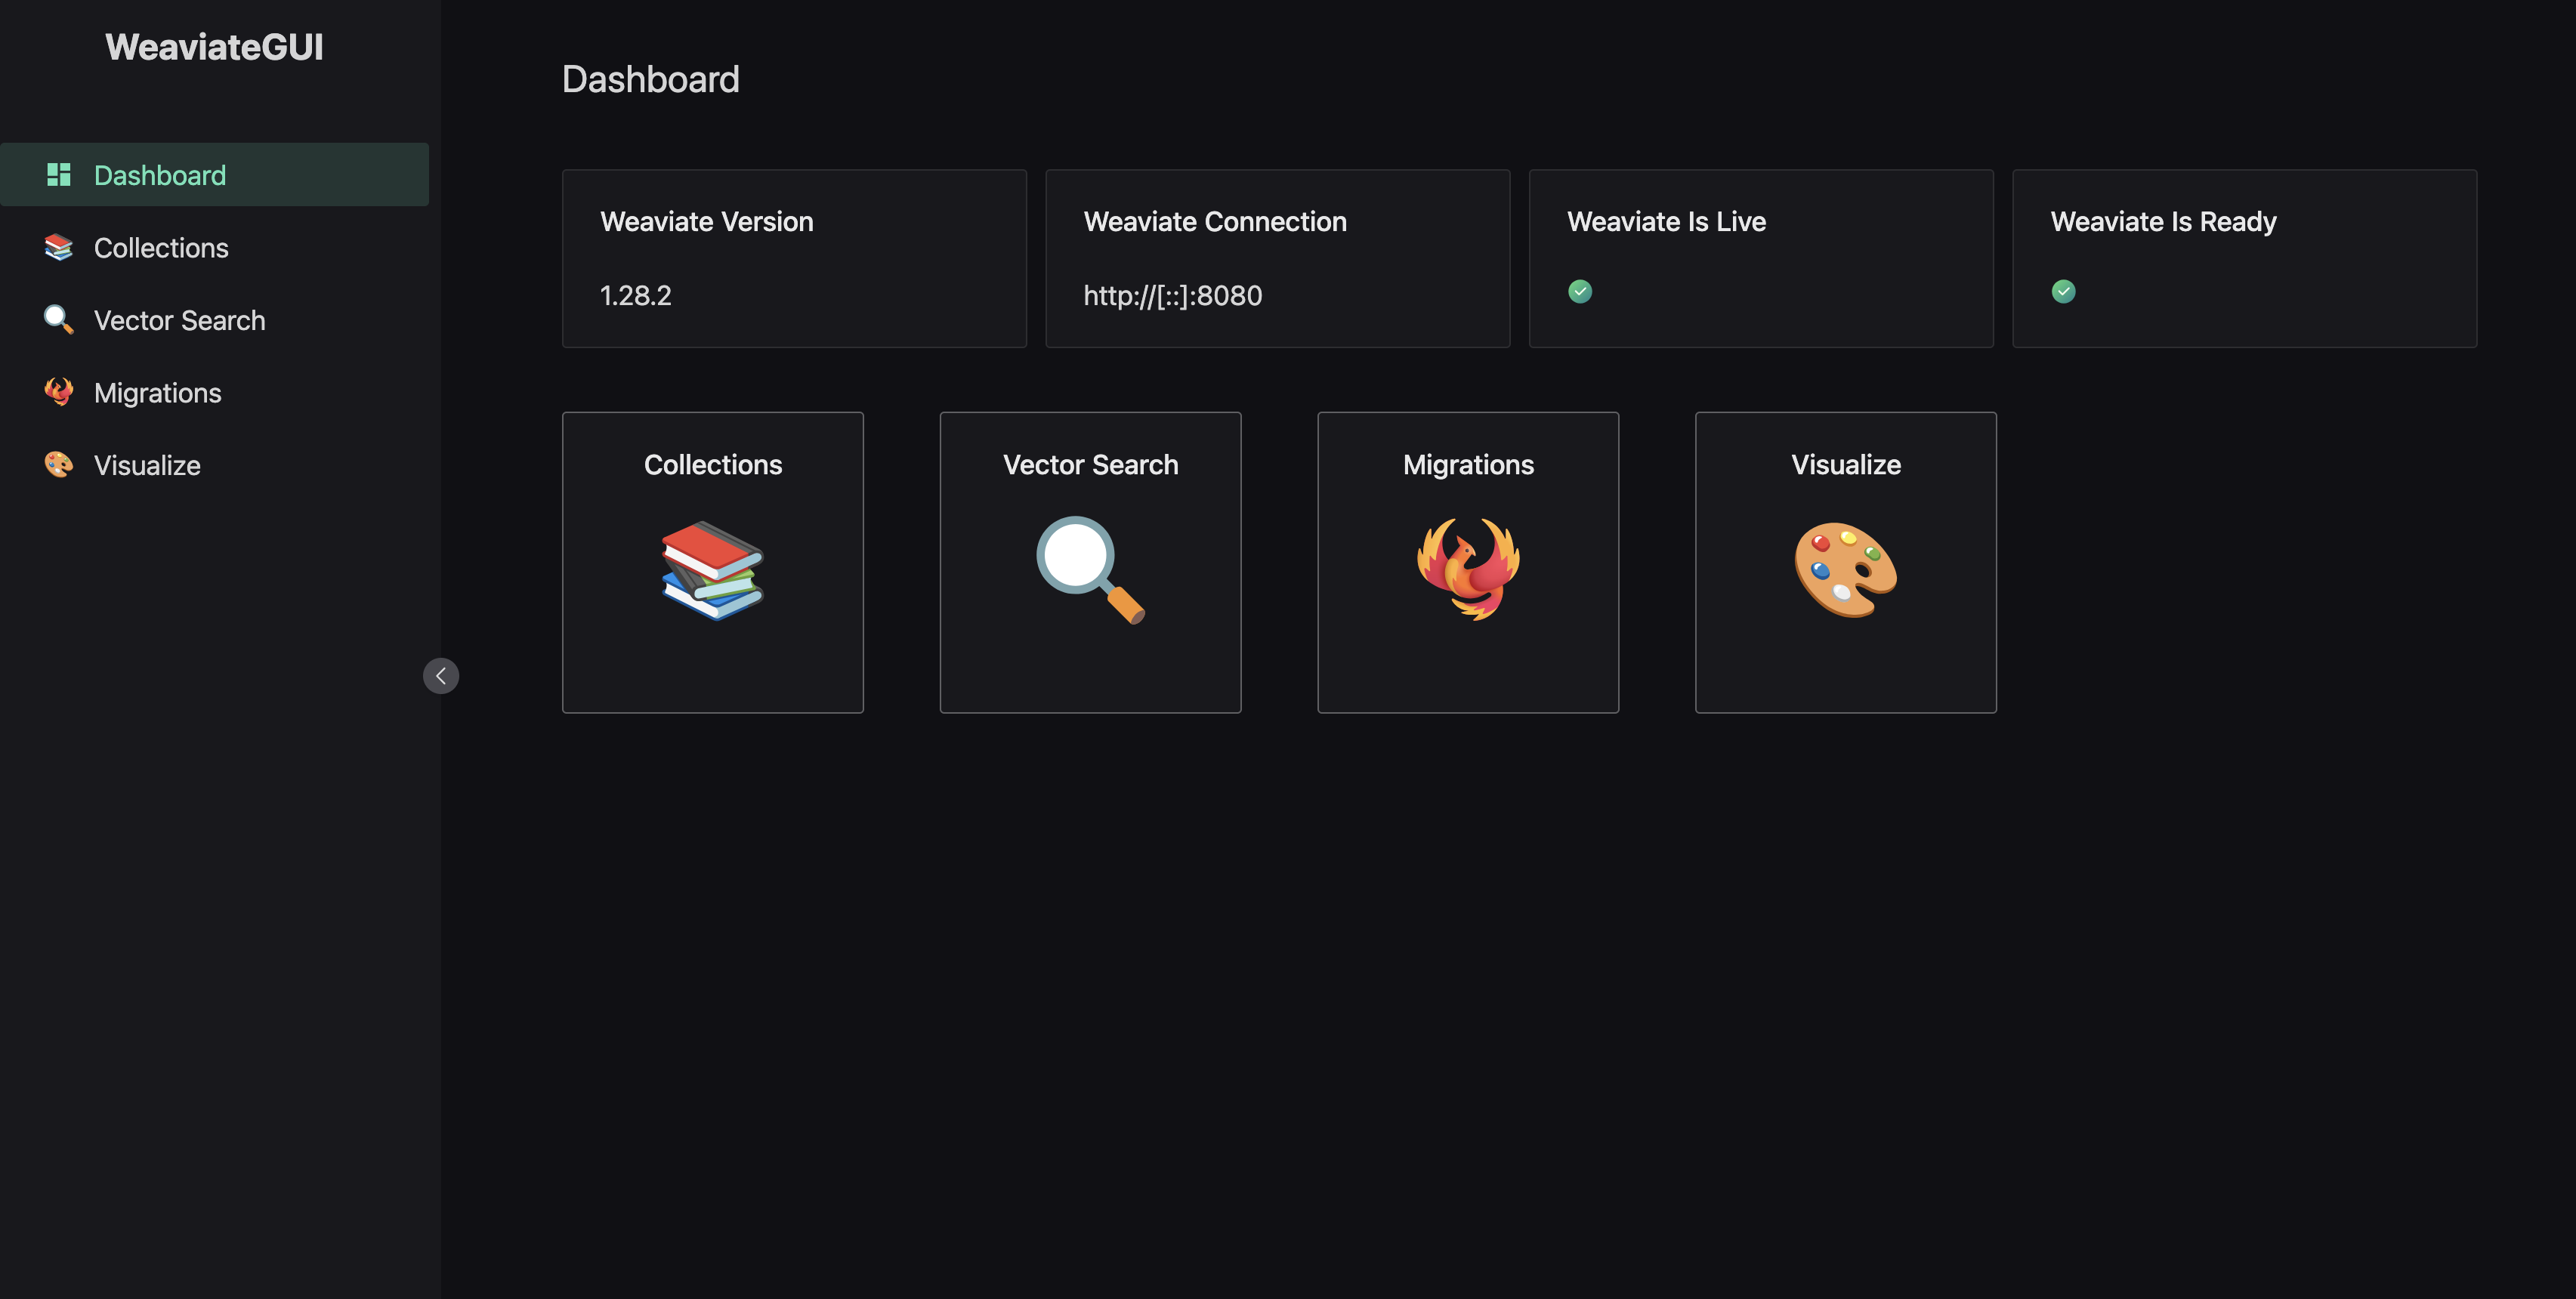 WeaviateGUI
Dashboard
Collections
Vector Search
Migrations
Visualize
Dashboard
Weaviate Version
1.28.2
Weaviate Connection
http://[::]:8080
Weaviate Is Live
Weaviate Is Ready
Collections
Vector Search
Migrations
Visualize